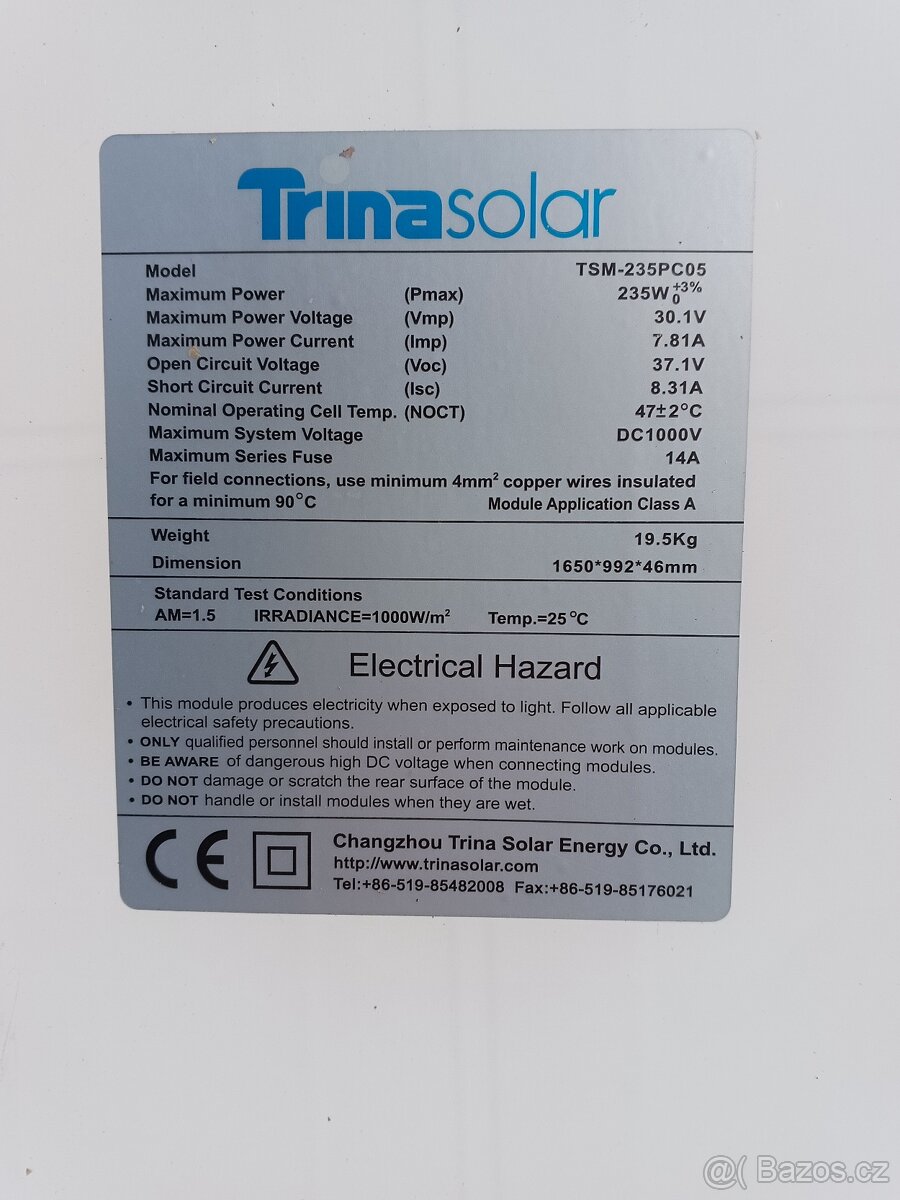 Trinasolar
Model TSM-235PC05
Maximum Power (Pmax) 235W +3% 0
Maximum Power Voltage (Vmp) 30.1V
Maximum Power Current (Imp) 7.81A
Open Circuit Voltage (Voc) 37.1V
Short Circuit Current (Isc) 8.31A
Nominal Operating Cell Temp. (NOCT) 47±2°C
Maximum System Voltage DC1000V
Maximum Series Fuse 14A
For field connections, use minimum 4mm² copper wires insulated
for a minimum 90°C Module Application Class A
Weight 19.5Kg
Dimension 1650*992*46mm
Standard Test Conditions
AM=1.5 IRRADIANCE=1000W/m² Temp.=25°C
Electrical Hazard
• This module produces electricity when exposed to light. Follow all applicable
electrical safety precautions.
• ONLY qualified personnel should install or perform maintenance work on modules.
• BE AWARE of dangerous high DC voltage when connecting modules.
• DO NOT damage or scratch the rear surface of the module.
• DO NOT handle or install modules when they are wet.
CE
Changzhou Trina Solar Energy Co., Ltd.
http://www.trinasolar.com
Tel:+86-519-85482008 Fax:+86-519-85176021
@( Bazos.cz